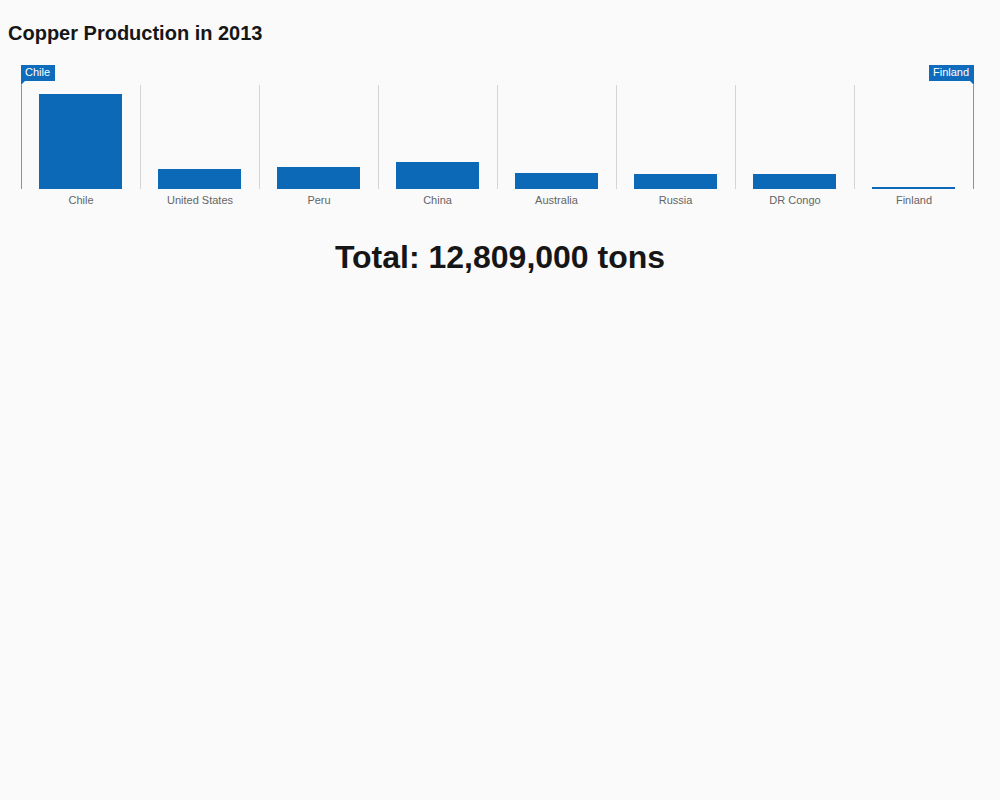 Copper Production in 2013
Chile
Finland
Chile
United States
Peru
China
Australia
Russia
DR Congo
Finland
Total: 12,809,000 tons